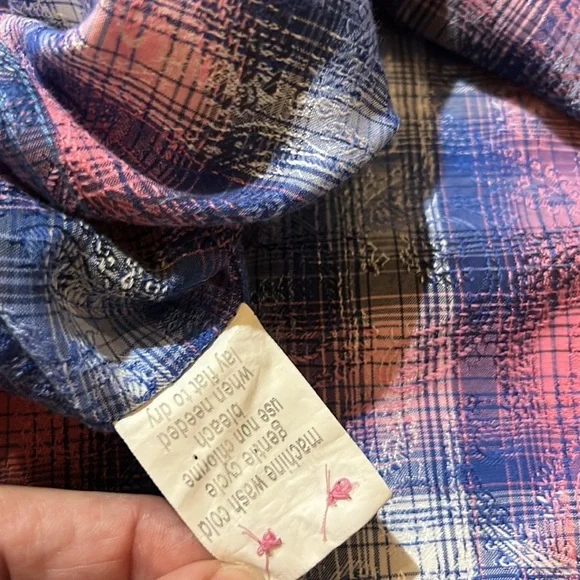 machine wash cold
gentle cycle
use non chlorine
bleach
when needed
lay flat to dry